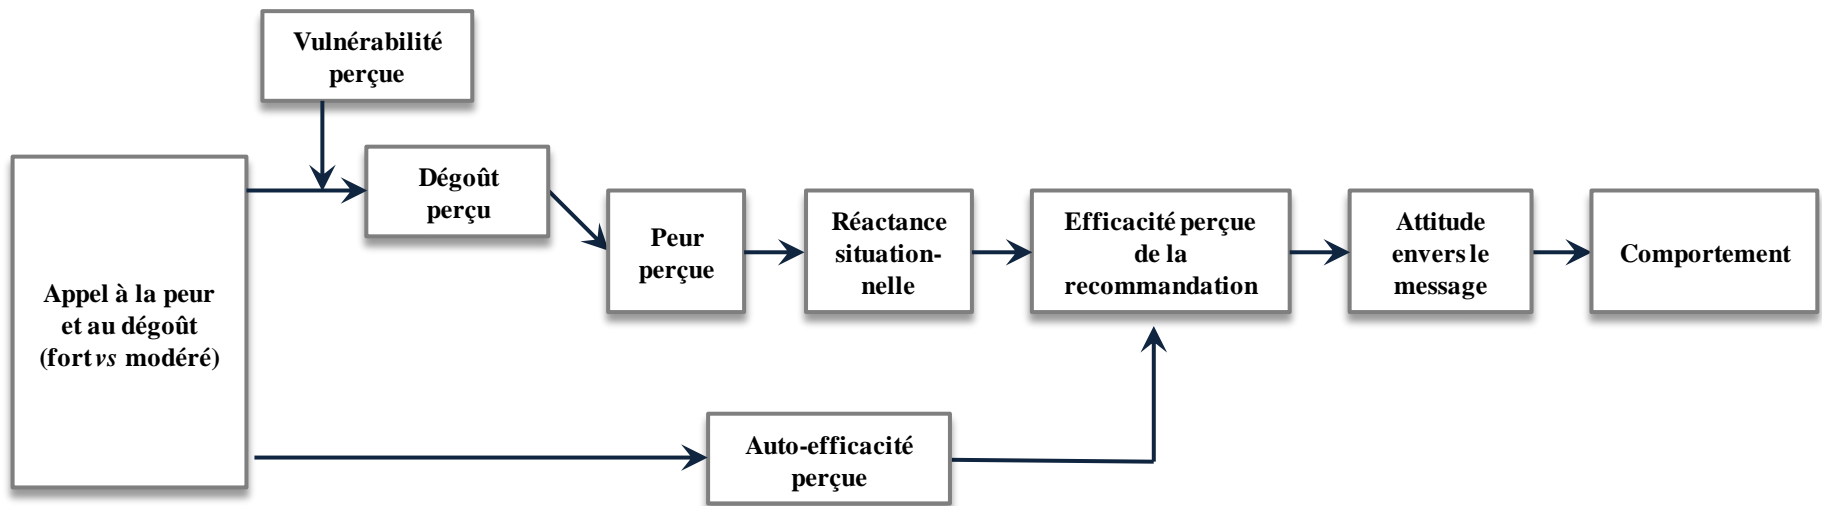 Vulnérabilité
perçue
Dégoût
perçu
Appel à la peur
et au dégoût
(fort vs modéré)
Peur
perçue
Réactance
situation-
nelle
Efficacité perçue
de la
recommandation
Attitude
envers le
message
Comportement
Auto-efficacité
perçue